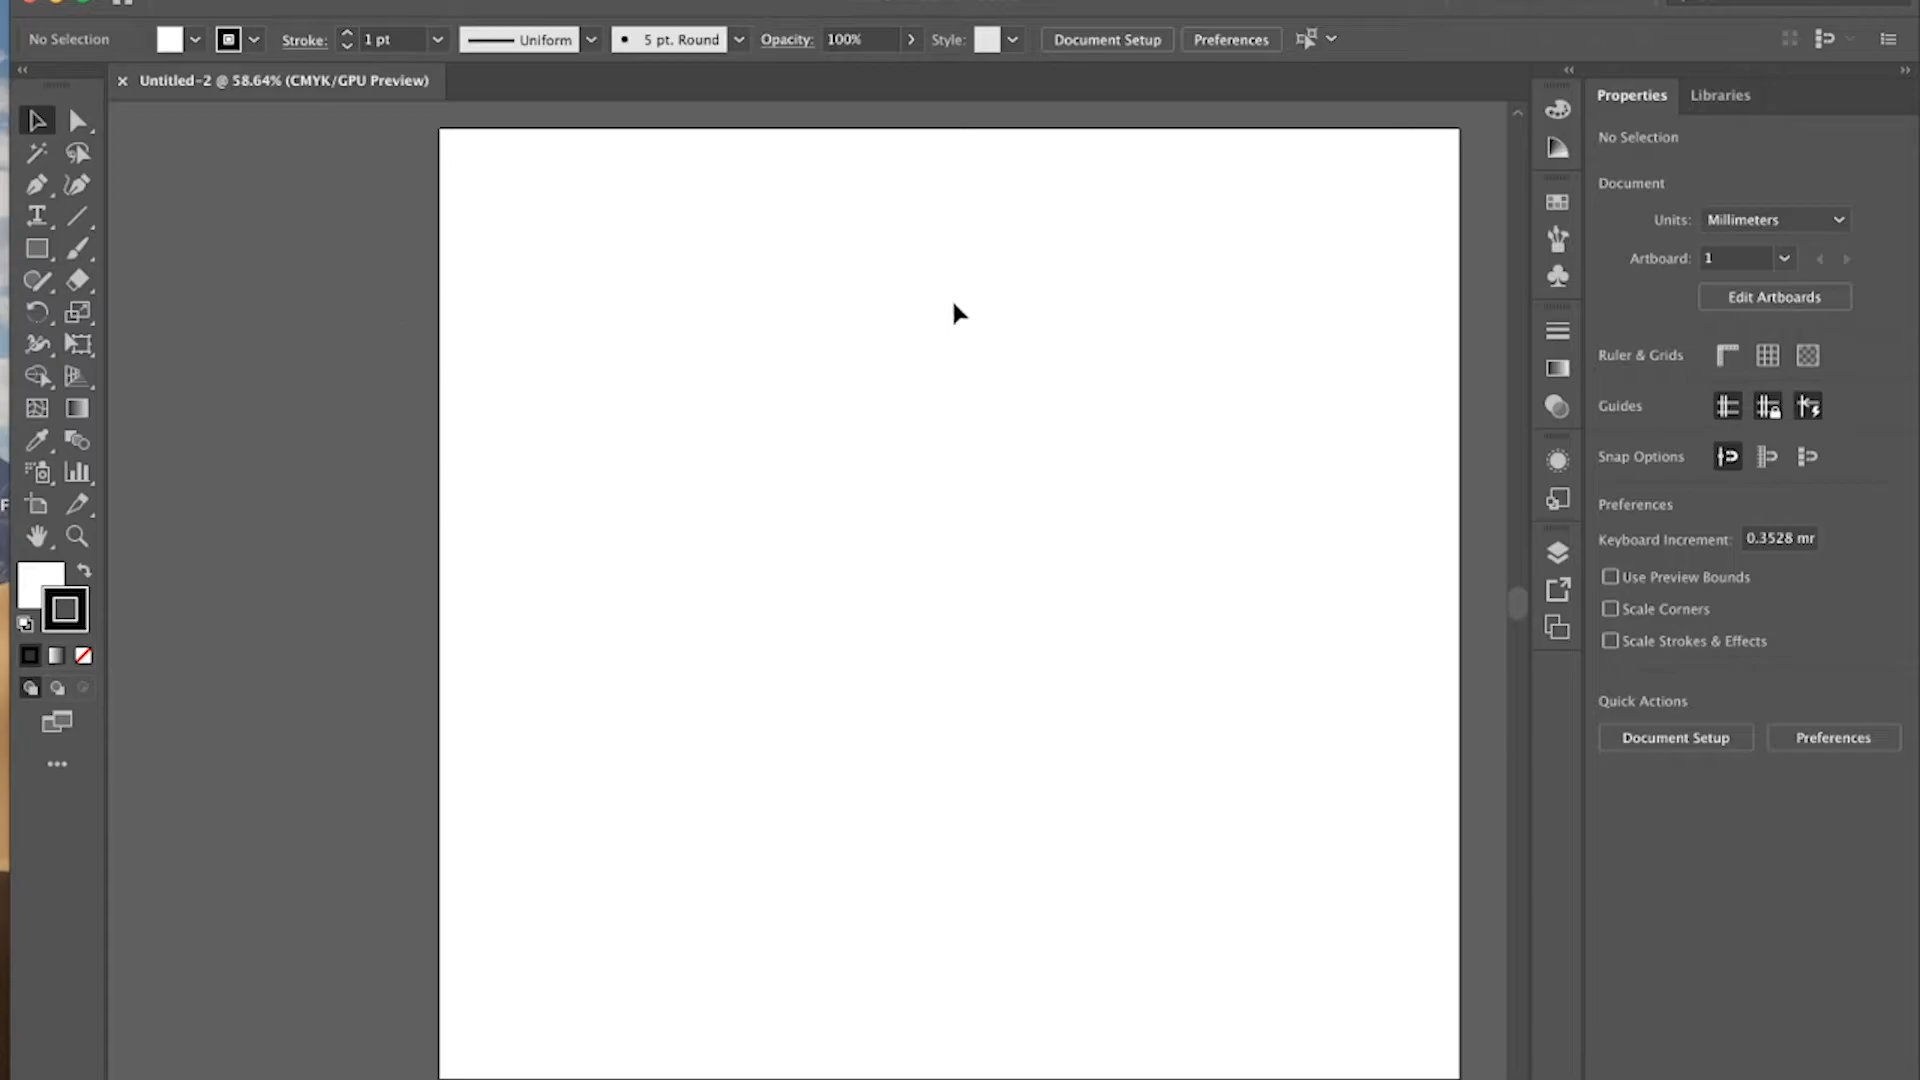 No Selection
Stroke:
1 pt
Uniform
5 pt. Round
Opacity:
100%
Style:
Document Setup
Preferences
Untitled-2 @ 58.64% (CMYK/GPU Preview)
Properties
Libraries
No Selection
Document
Units:
Millimeters
Artboard:
1
Edit Artboards
Ruler & Grids
Guides
Snap Options
Preferences
Keyboard Increment:
0.3528 mr
Use Preview Bounds
Scale Corners
Scale Strokes & Effects
Quick Actions
Document Setup
Preferences
F